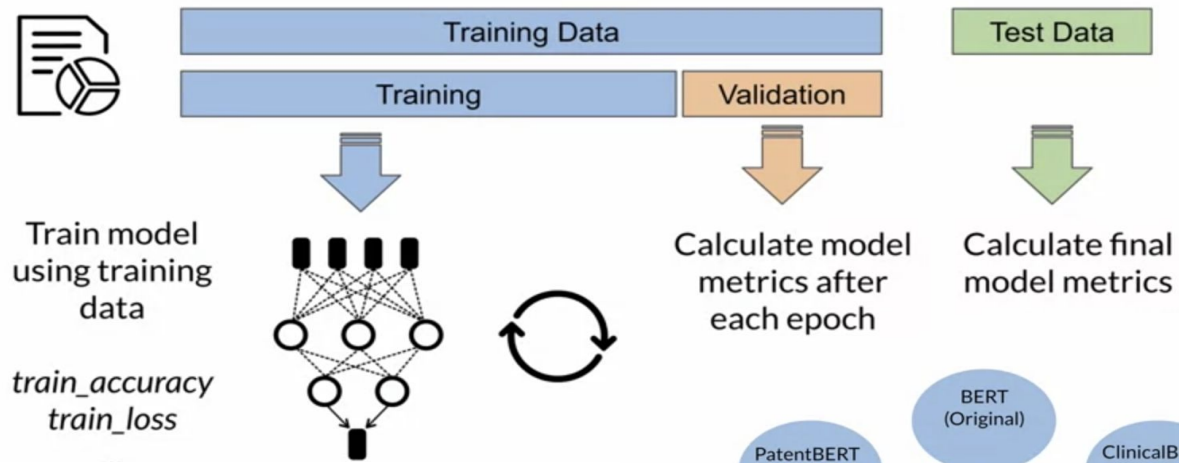 Training Data
Test Data
Training
Validation
Train model
using training
data
train_accuracy
train_loss
Calculate model
metrics after
each epoch
Calculate final
model metrics
BERT
(Original)
PatentBERT
ClinicalB